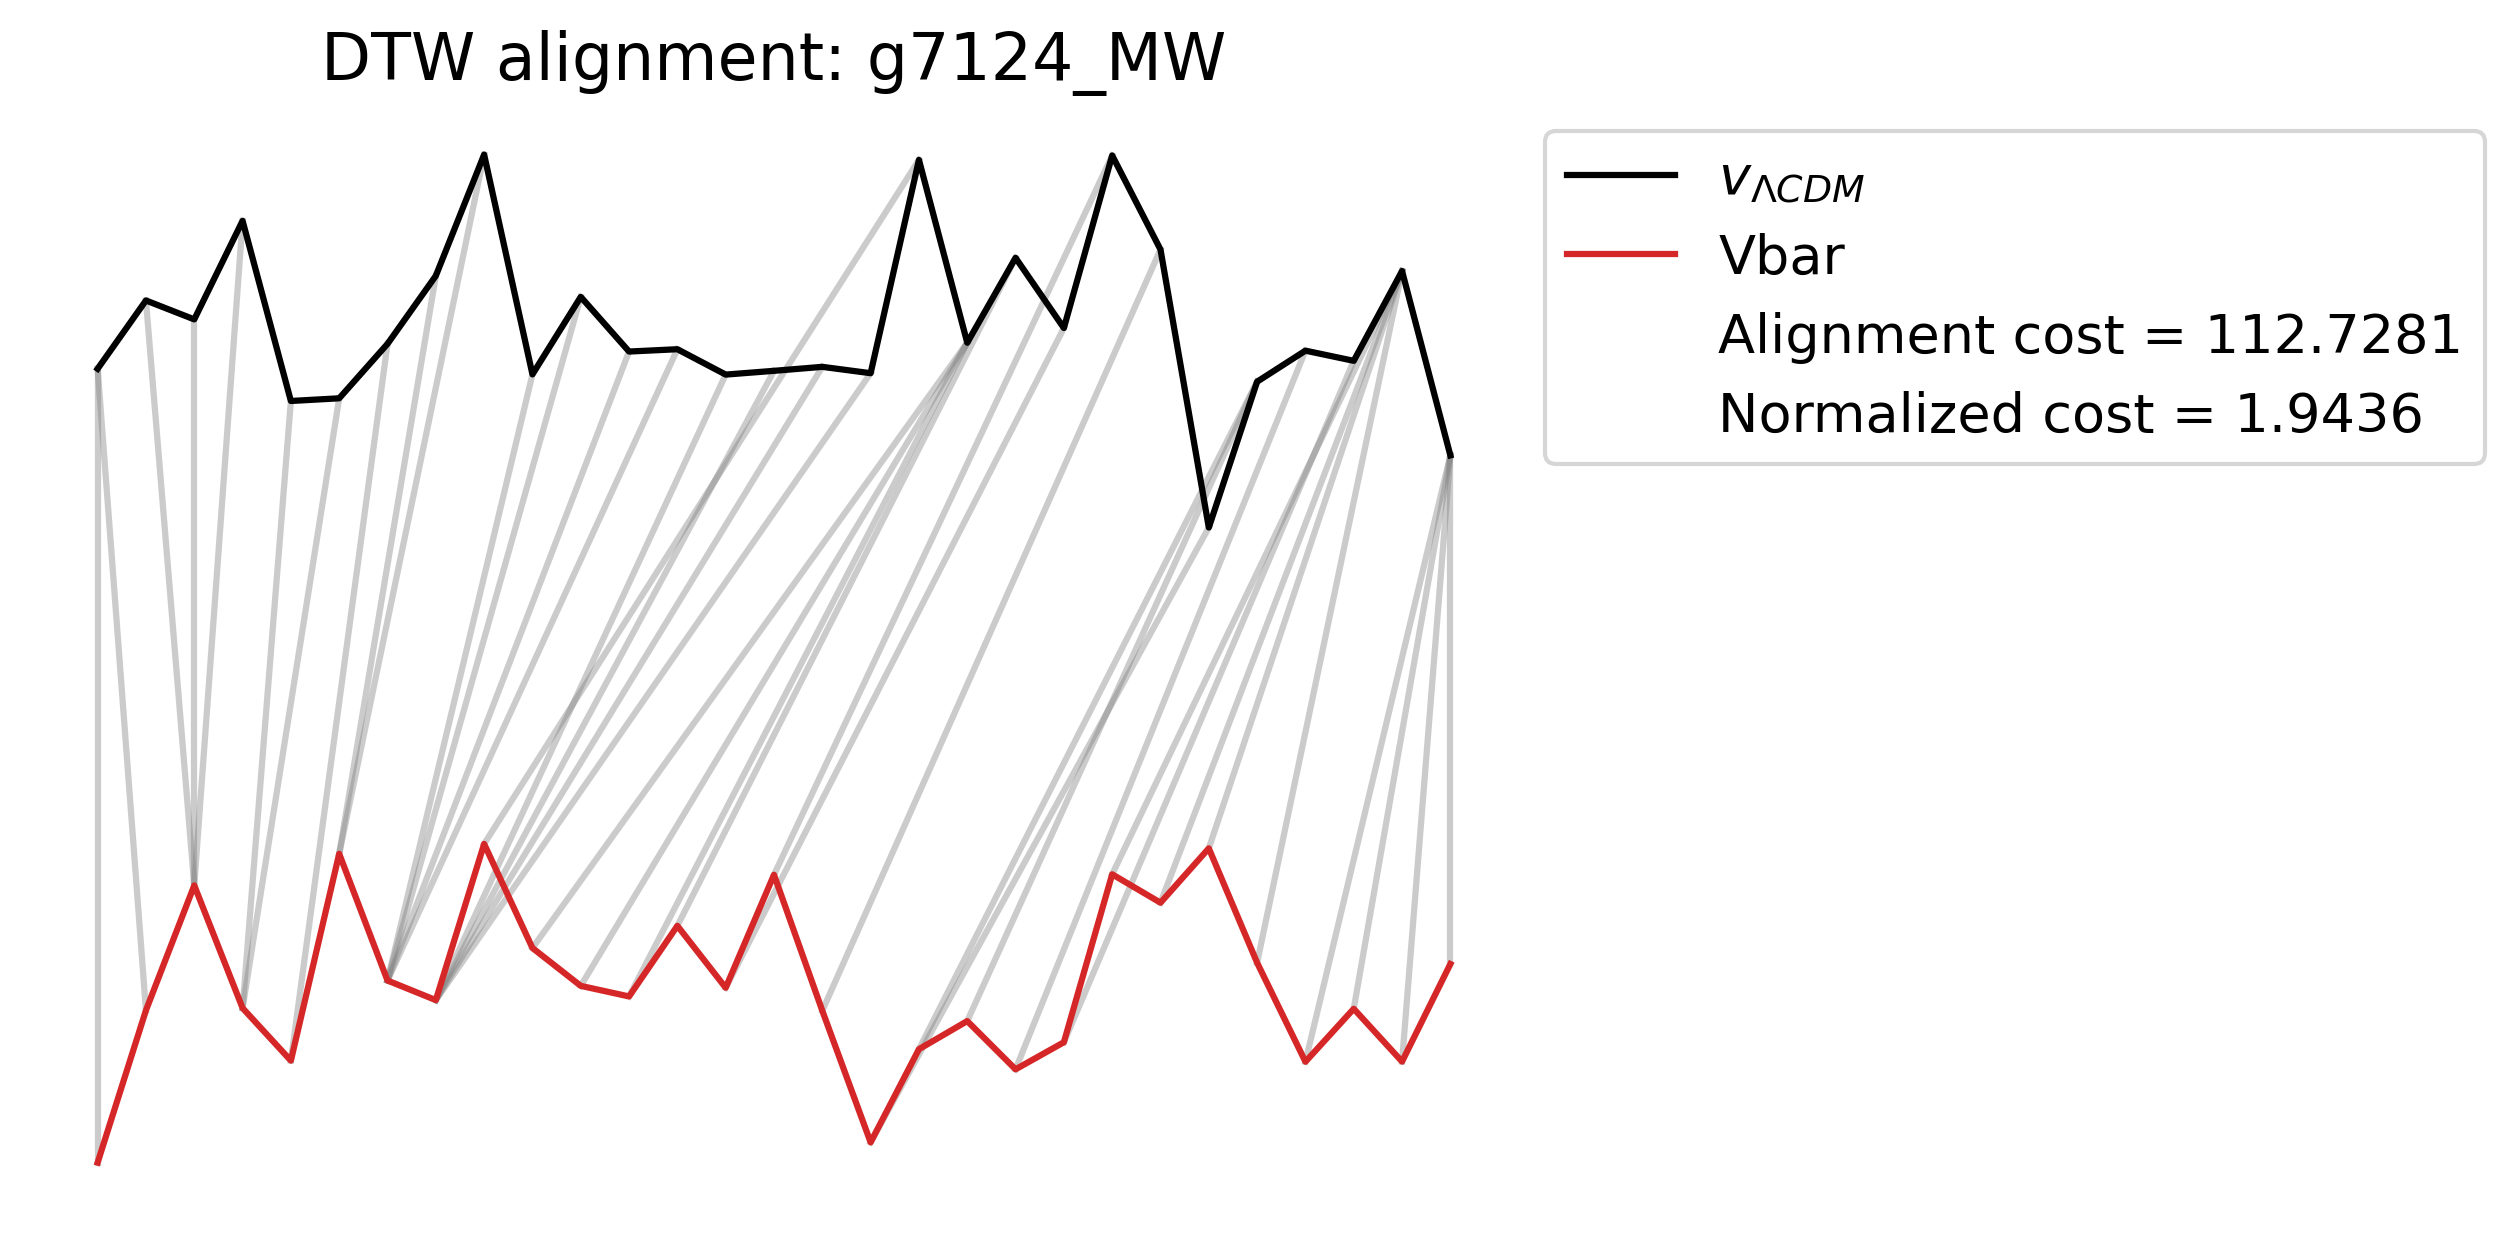 DTW alignment: g7124_MW
v_ΛCDM
Vbar
Alignment cost = 112.7281
Normalized cost = 1.9436